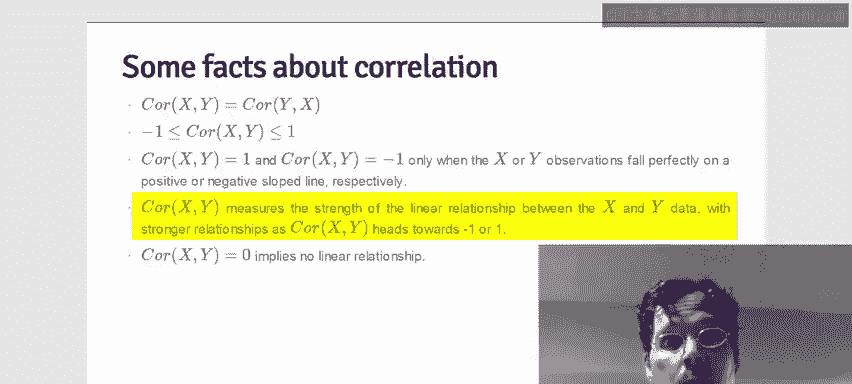 Some facts about correlation
· Cor(X, Y) = Cor(Y, X)
· −1 ≤ Cor(X, Y) ≤ 1
· Cor(X, Y) = 1 and Cor(X, Y) = −1 only when the X or Y observations fall perfectly on a
positive or negative sloped line, respectively.
· Cor(X, Y) measures the strength of the linear relationship between the X and Y data, with
stronger relationships as Cor(X, Y) heads towards -1 or 1.
· Cor(X, Y) = 0 implies no linear relationship.